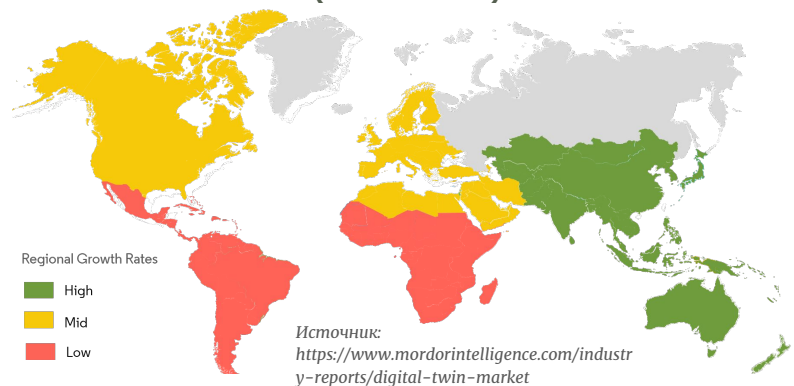 Regional Growth Rates
High
Mid
Low
Источник:
https://www.mordorintelligence.com/industr
y-reports/digital-twin-market